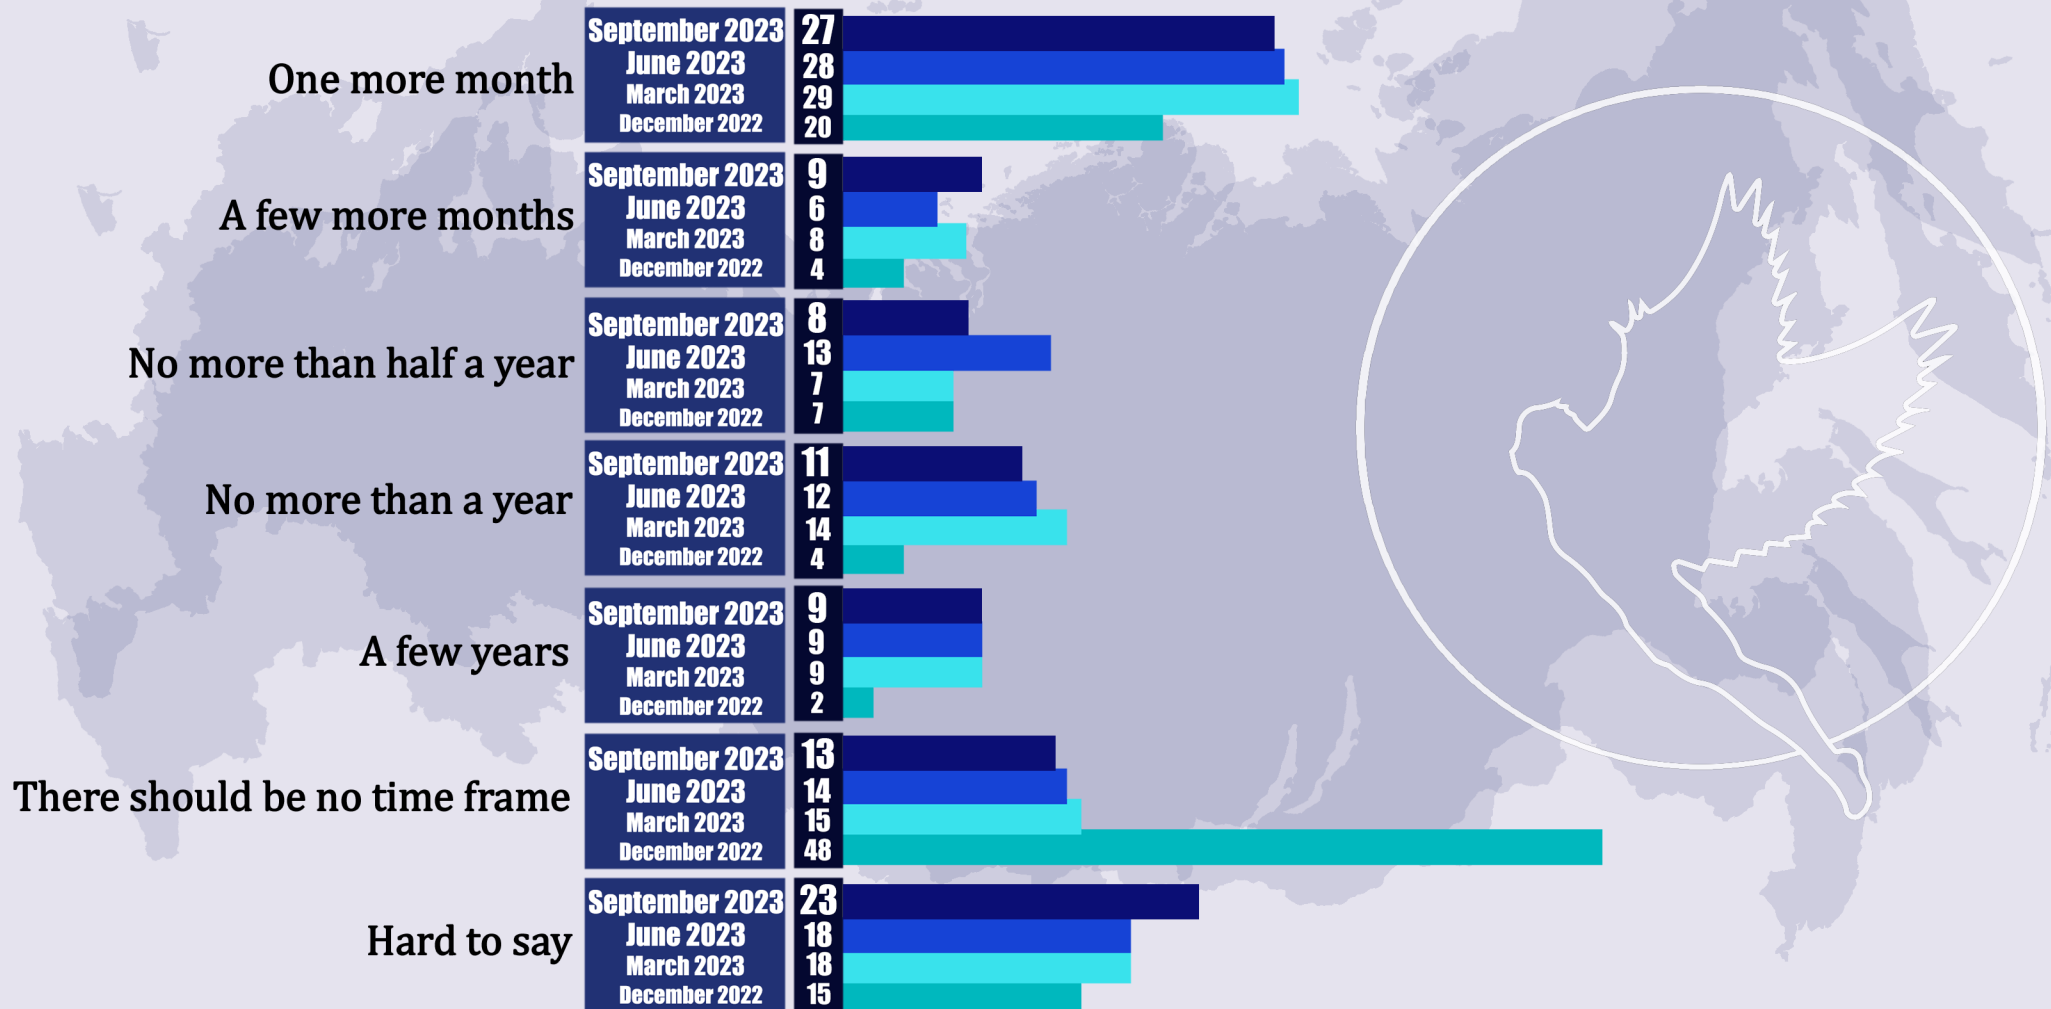 One more month
September 2023 27
June 2023 28
March 2023 29
December 2022 20
A few more months
September 2023 9
June 2023 6
March 2023 8
December 2022 4
No more than half a year
September 2023 8
June 2023 13
March 2023 7
December 2022 7
No more than a year
September 2023 11
June 2023 12
March 2023 14
December 2022 4
A few years
September 2023 9
June 2023 9
March 2023 9
December 2022 2
There should be no time frame
September 2023 13
June 2023 14
March 2023 15
December 2022 48
Hard to say
September 2023 23
June 2023 18
March 2023 18
December 2022 15